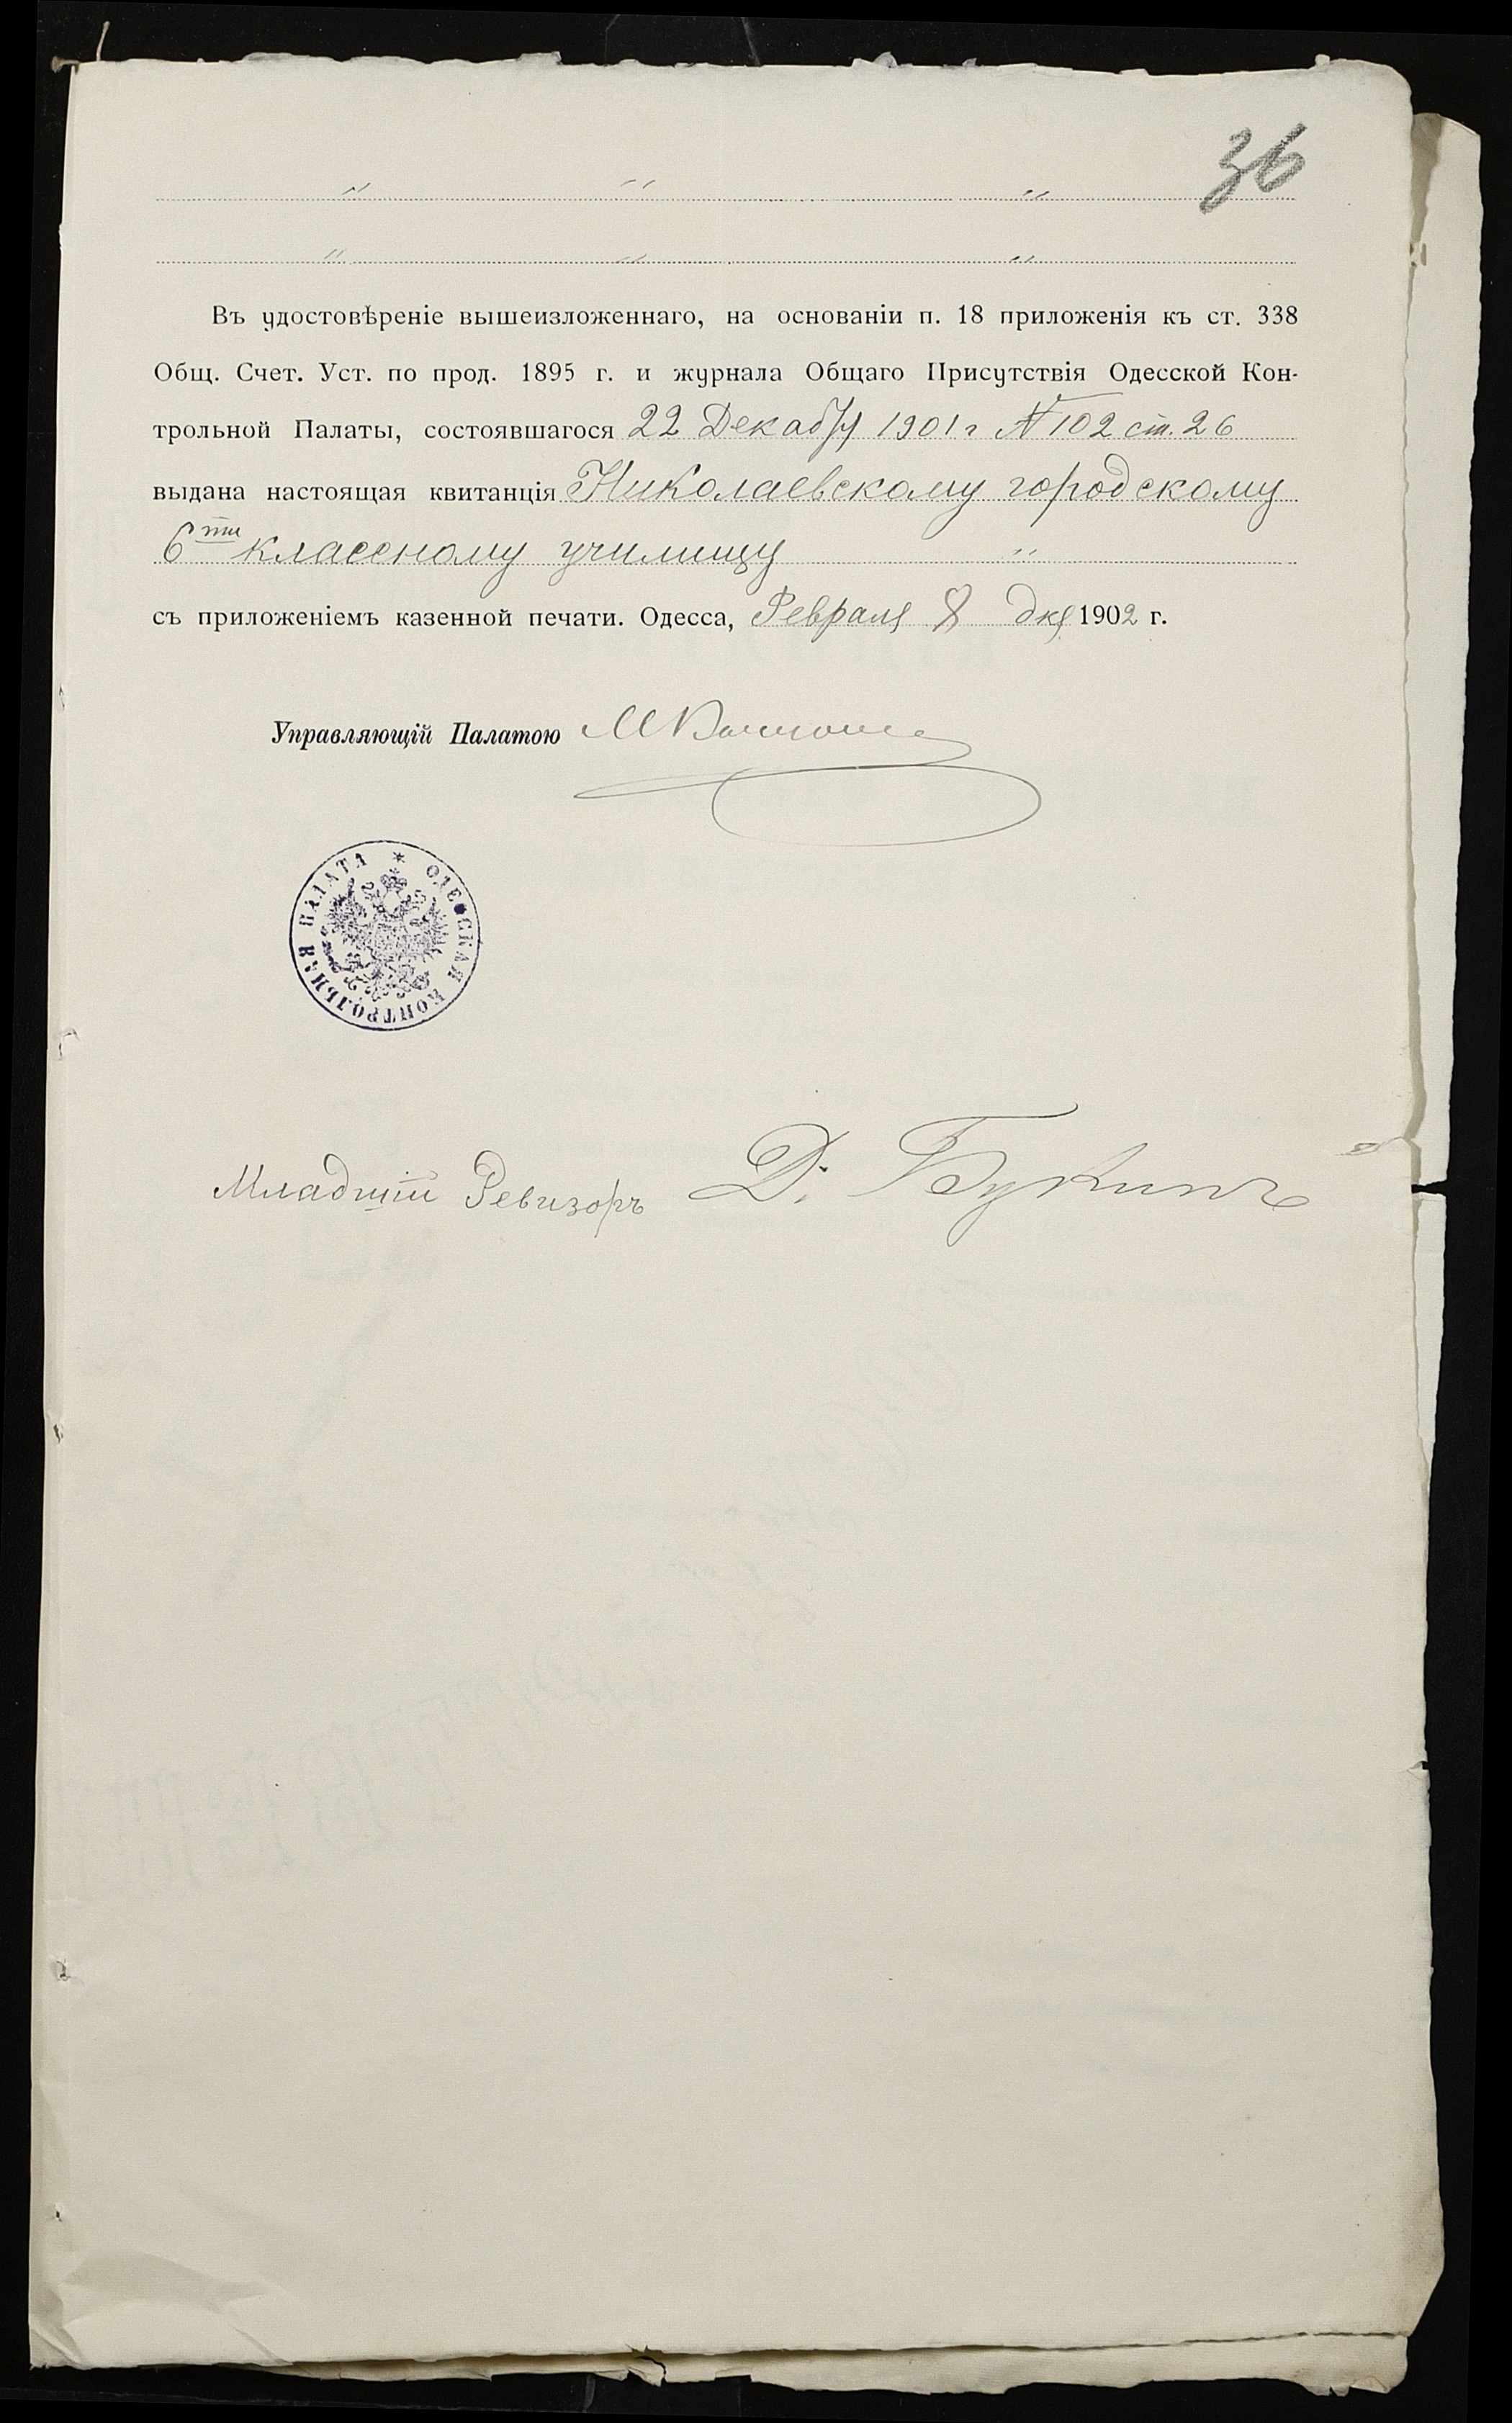 36
" " "
" " "
Въ удостовѣреніе вышеизложеннаго, на основаніи п. 18 приложенія къ ст. 338
Общ. Счет. Уст. по прод. 1895 г. и журнала Общаго Присутствія Одесской Кон-
трольной Палаты, состоявшагося 22 Декабря 1901 г № 102 ст. 26
выдана настоящая квитанція Николаевскому городскому
6ти классному училищу "
съ приложеніемъ казенной печати. Одесса, Февраля 8 дня 1902 г.
Управляющій Палатою
ОДЕССКАЯ КОНТРОЛЬНАЯ ПАЛАТА *
Младшій Ревизоръ Д. Букинъ